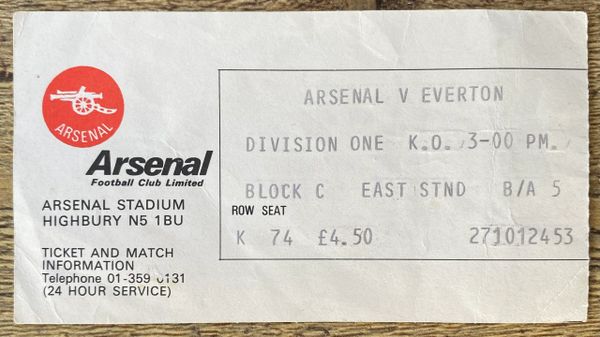 ARSENAL
Arsenal
Football Club Limited
ARSENAL STADIUM
HIGHBURY N5 1BU
TICKET AND MATCH
INFORMATION
Telephone 01-359 0131
(24 HOUR SERVICE)
ARSENAL V EVERTON
DIVISION ONE K.O. 3-00 PM.
BLOCK C EAST STND B/A 5
ROW SEAT
K 74 £4.50 271012453